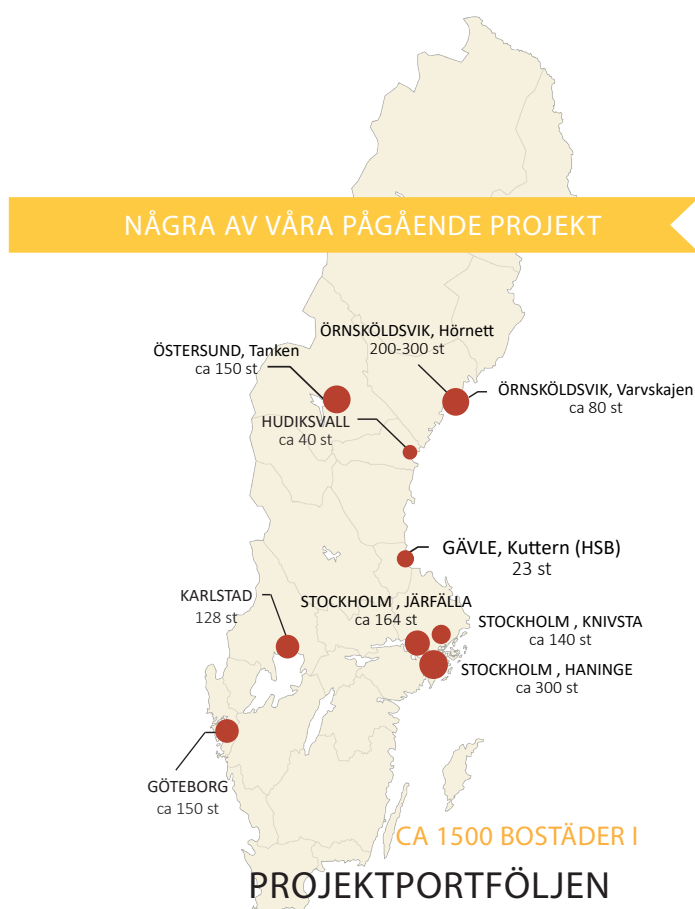 NÅGRA AV VÅRA PÅGÅENDE PROJEKT
ÖRNSKÖLDSVIK, Hörnett
200-300 st
ÖSTERSUND, Tanken
ca 150 st
ÖRNSKÖLDSVIK, Varvskajen
ca 80 st
HUDIKSVALL
ca 40 st
GÄVLE, Kuttern (HSB)
23 st
KARLSTAD
128 st
STOCKHOLM , JÄRFÄLLA
ca 164 st
STOCKHOLM , KNIVSTA
ca 140 st
STOCKHOLM , HANINGE
ca 300 st
GÖTEBORG
ca 150 st
CA 1500 BOSTÄDER I
PROJEKTPORTFÖLJEN